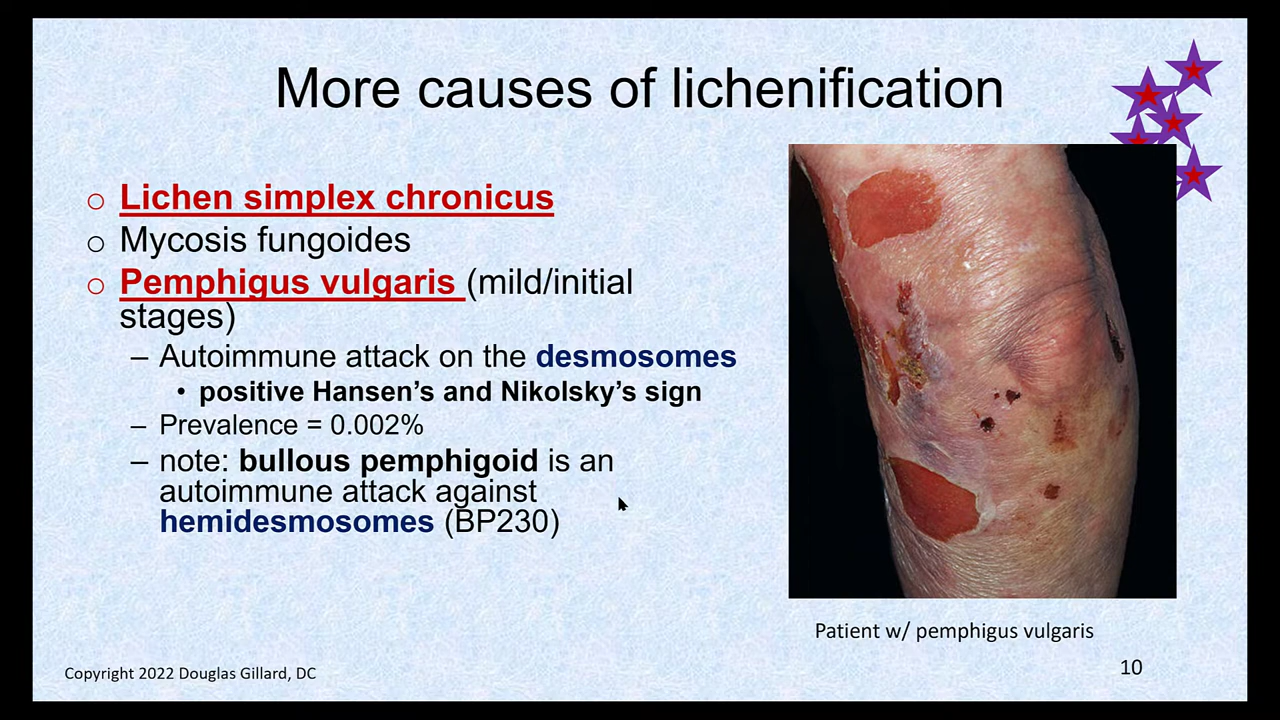 More causes of lichenification
o Lichen simplex chronicus
o Mycosis fungoides
o Pemphigus vulgaris (mild/initial
stages)
– Autoimmune attack on the desmosomes
• positive Hansen’s and Nikolsky’s sign
– Prevalence = 0.002%
– note: bullous pemphigoid is an
autoimmune attack against
hemidesmosomes (BP230)
Patient w/ pemphigus vulgaris
Copyright 2022 Douglas Gillard, DC
10